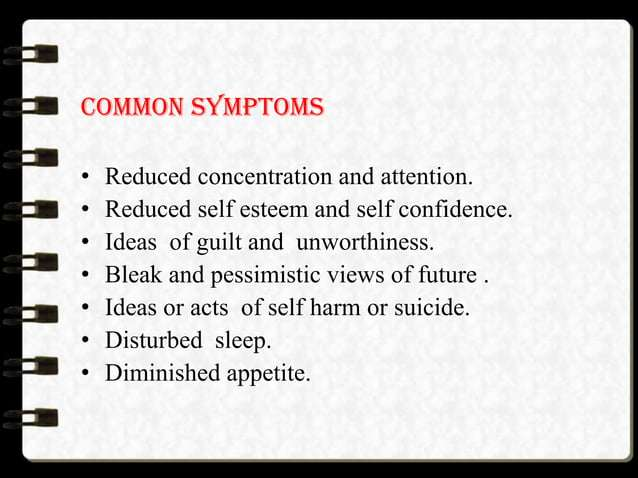 COMMON SYMPTOMS
• Reduced concentration and attention.
• Reduced self esteem and self confidence.
• Ideas of guilt and unworthiness.
• Bleak and pessimistic views of future .
• Ideas or acts of self harm or suicide.
• Disturbed sleep.
• Diminished appetite.